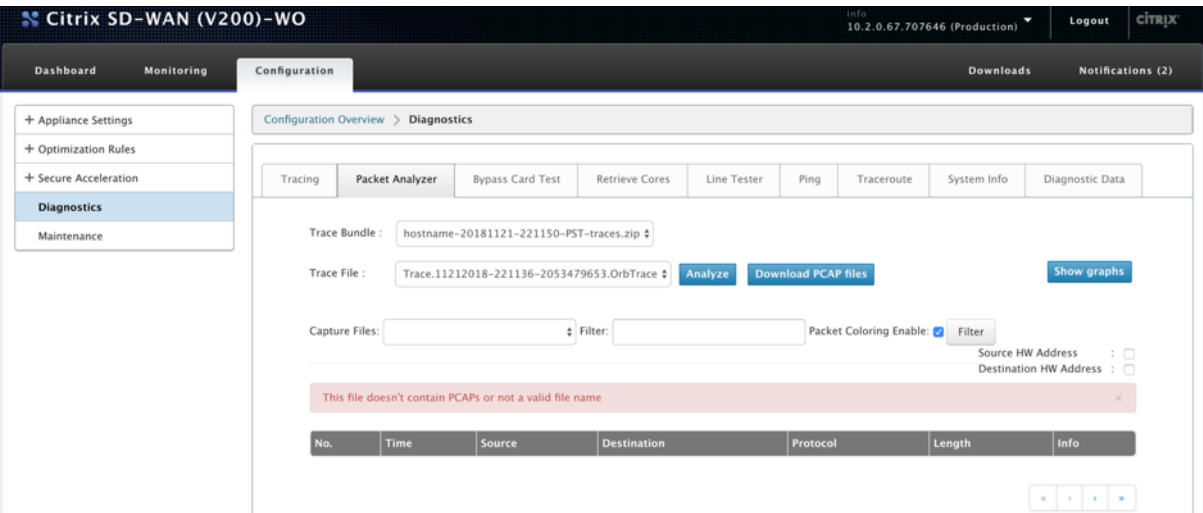 Citrix SD-WAN (V200)-WO
Info
10.2.0.67.707646 (Production)
Logout
CITRIX
Dashboard
Monitoring
Configuration
Downloads
Notifications (2)
+ Appliance Settings
+ Optimization Rules
+ Secure Acceleration
Diagnostics
Maintenance
Configuration Overview > Diagnostics
Tracing
Packet Analyzer
Bypass Card Test
Retrieve Cores
Line Tester
Ping
Traceroute
System Info
Diagnostic Data
Trace Bundle :
hostname-20181121-221150-PST-traces.zip
Trace File :
Trace.11212018-221136-2053479653.OrbTrace
Analyze
Download PCAP files
Show graphs
Capture Files:
Filter:
Packet Coloring Enable:
Filter
Source HW Address :
Destination HW Address :
This file doesn't contain PCAPs or not a valid file name ×
No.
Time
Source
Destination
Protocol
Length
Info
« ‹ › »